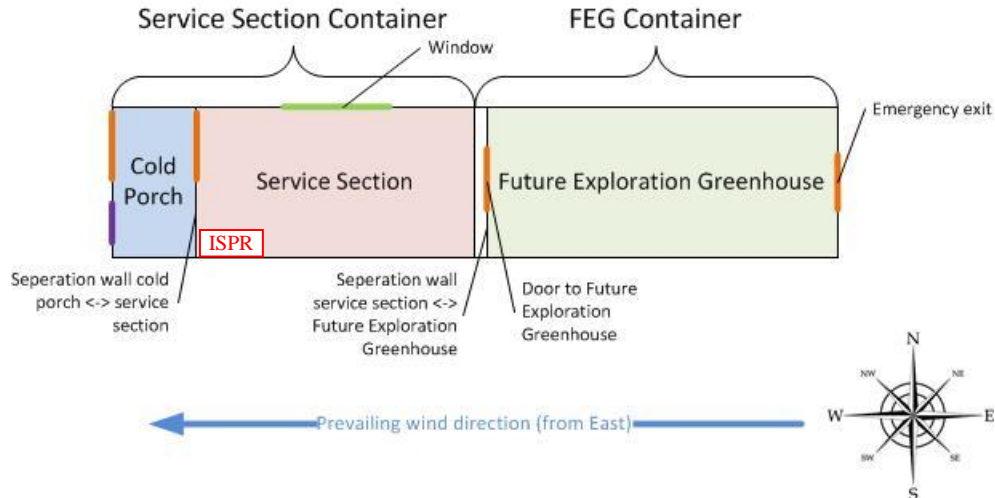 Service Section Container
FEG Container
Window
Emergency exit
Cold
Porch
Service Section
Future Exploration Greenhouse
ISPR
Seperation wall cold
porch <-> service
section
Seperation wall
service section <->
Future Exploration
Greenhouse
Door to Future
Exploration
Greenhouse
Prevailing wind direction (from East)
N
NW
NE
W
E
SW
SE
S